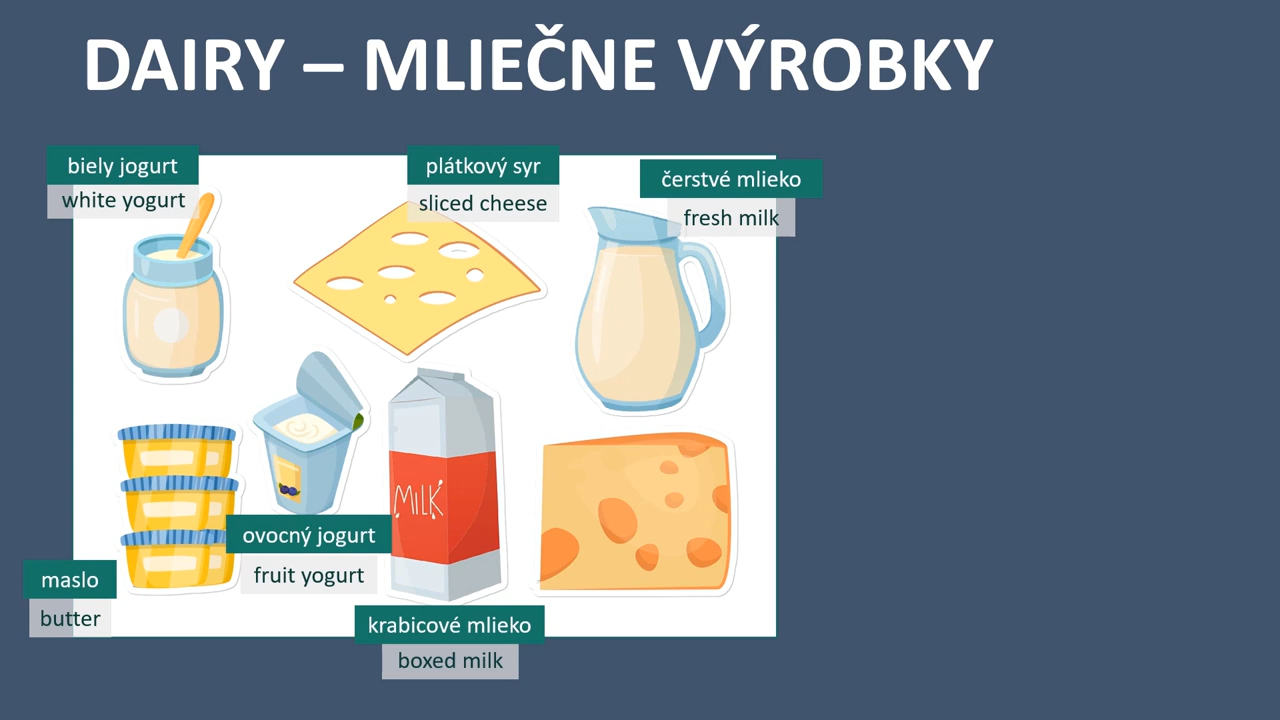 DAIRY – MLIEČNE VÝROBKY
biely jogurt
white yogurt
plátkový syr
sliced cheese
čerstvé mlieko
fresh milk
MILK
ovocný jogurt
fruit yogurt
maslo
butter
krabicové mlieko
boxed milk